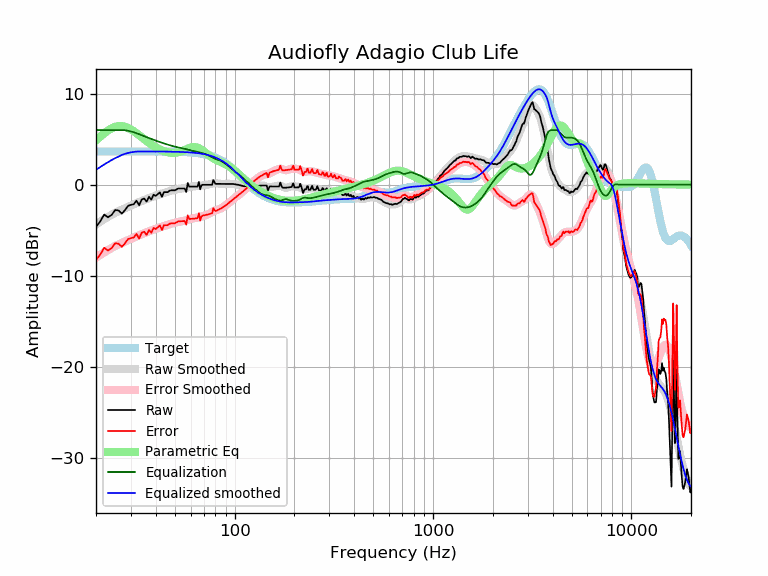 Audiofly Adagio Club Life
Amplitude (dBr)
10
0
−10
−20
−30
Target
Raw Smoothed
Error Smoothed
Raw
Error
Parametric Eq
Equalization
Equalized smoothed
100
1000
10000
Frequency (Hz)